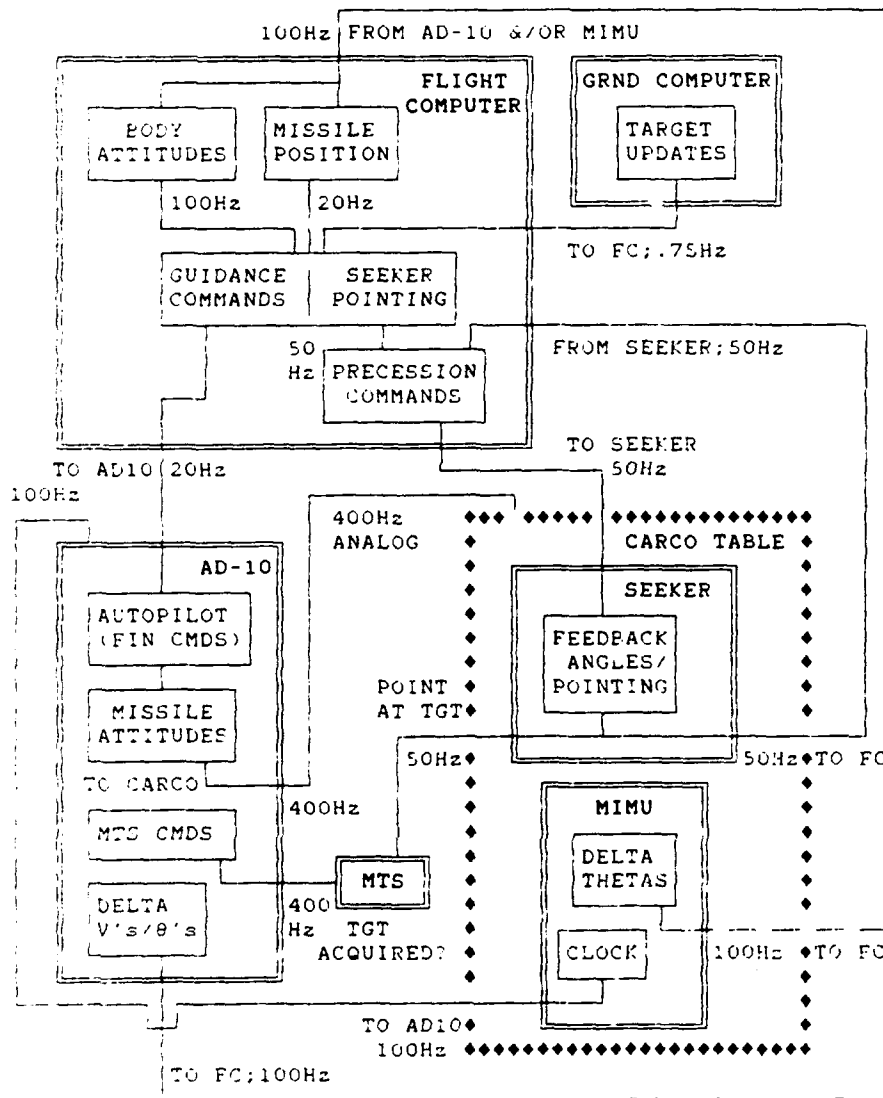 100Hz FROM AD-10 &/OR MIMU
FLIGHT
COMPUTER
GRND COMPUTER
BODY
ATTITUDES
MISSILE
POSITION
TARGET
UPDATES
100Hz
20Hz
TO FC;.75Hz
GUIDANCE
COMMANDS
SEEKER
POINTING
50
Hz
FROM SEEKER;50Hz
PRECESSION
COMMANDS
TO SEEKER
50Hz
TO AD10 20Hz
100Hz
400Hz
ANALOG
CARCO TABLE
AD-10
SEEKER
AUTOPILOT
(FIN CMDS)
FEEDBACK
ANGLES/
POINTING
POINT
AT TGT
MISSILE
ATTITUDES
50Hz
50Hz
TO FC
TO CARCO
400Hz
MIMU
MTS CMDS
MTS
DELTA
THETAS
DELTA
V's/θ's
400
Hz
TGT
ACQUIRED?
CLOCK
100Hz
TO FC
TO AD10
100Hz
TO FC;100Hz